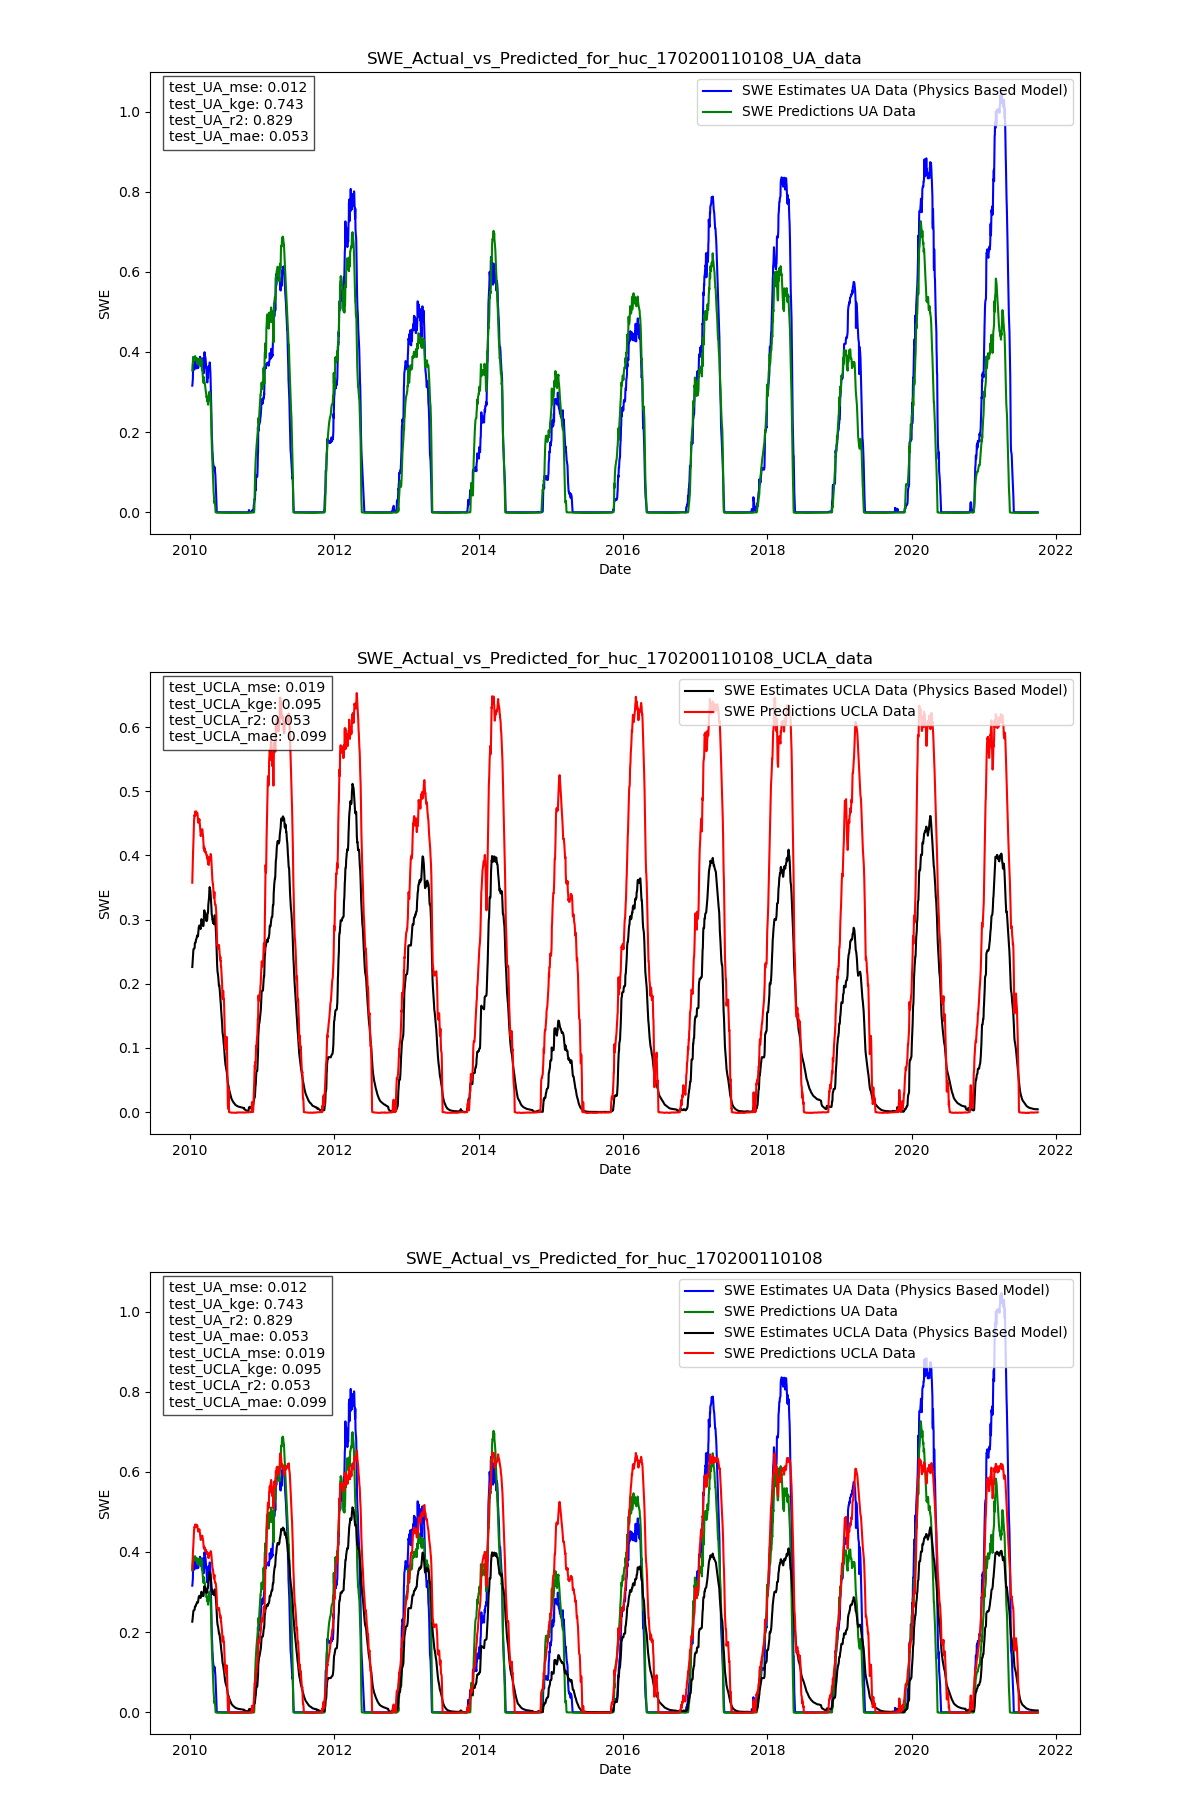 SWE_Actual_vs_Predicted_for_huc_170200110108_UA_data
test_UA_mse: 0.012
test_UA_kge: 0.743
test_UA_r2: 0.829
test_UA_mae: 0.053
SWE Estimates UA Data (Physics Based Model)
SWE Predictions UA Data
1.0
0.8
0.6
0.4
0.2
0.0
SWE
2010 2012 2014 2016 2018 2020 2022
Date
SWE_Actual_vs_Predicted_for_huc_170200110108_UCLA_data
test_UCLA_mse: 0.019
test_UCLA_kge: 0.095
test_UCLA_r2: 0.053
test_UCLA_mae: 0.099
SWE Estimates UCLA Data (Physics Based Model)
SWE Predictions UCLA Data
0.6
0.5
0.4
0.3
0.2
0.1
0.0
SWE
2010 2012 2014 2016 2018 2020 2022
Date
SWE_Actual_vs_Predicted_for_huc_170200110108
test_UA_mse: 0.012
test_UA_kge: 0.743
test_UA_r2: 0.829
test_UA_mae: 0.053
test_UCLA_mse: 0.019
test_UCLA_kge: 0.095
test_UCLA_r2: 0.053
test_UCLA_mae: 0.099
SWE Estimates UA Data (Physics Based Model)
SWE Predictions UA Data
SWE Estimates UCLA Data (Physics Based Model)
SWE Predictions UCLA Data
1.0
0.8
0.6
0.4
0.2
0.0
SWE
2010 2012 2014 2016 2018 2020 2022
Date